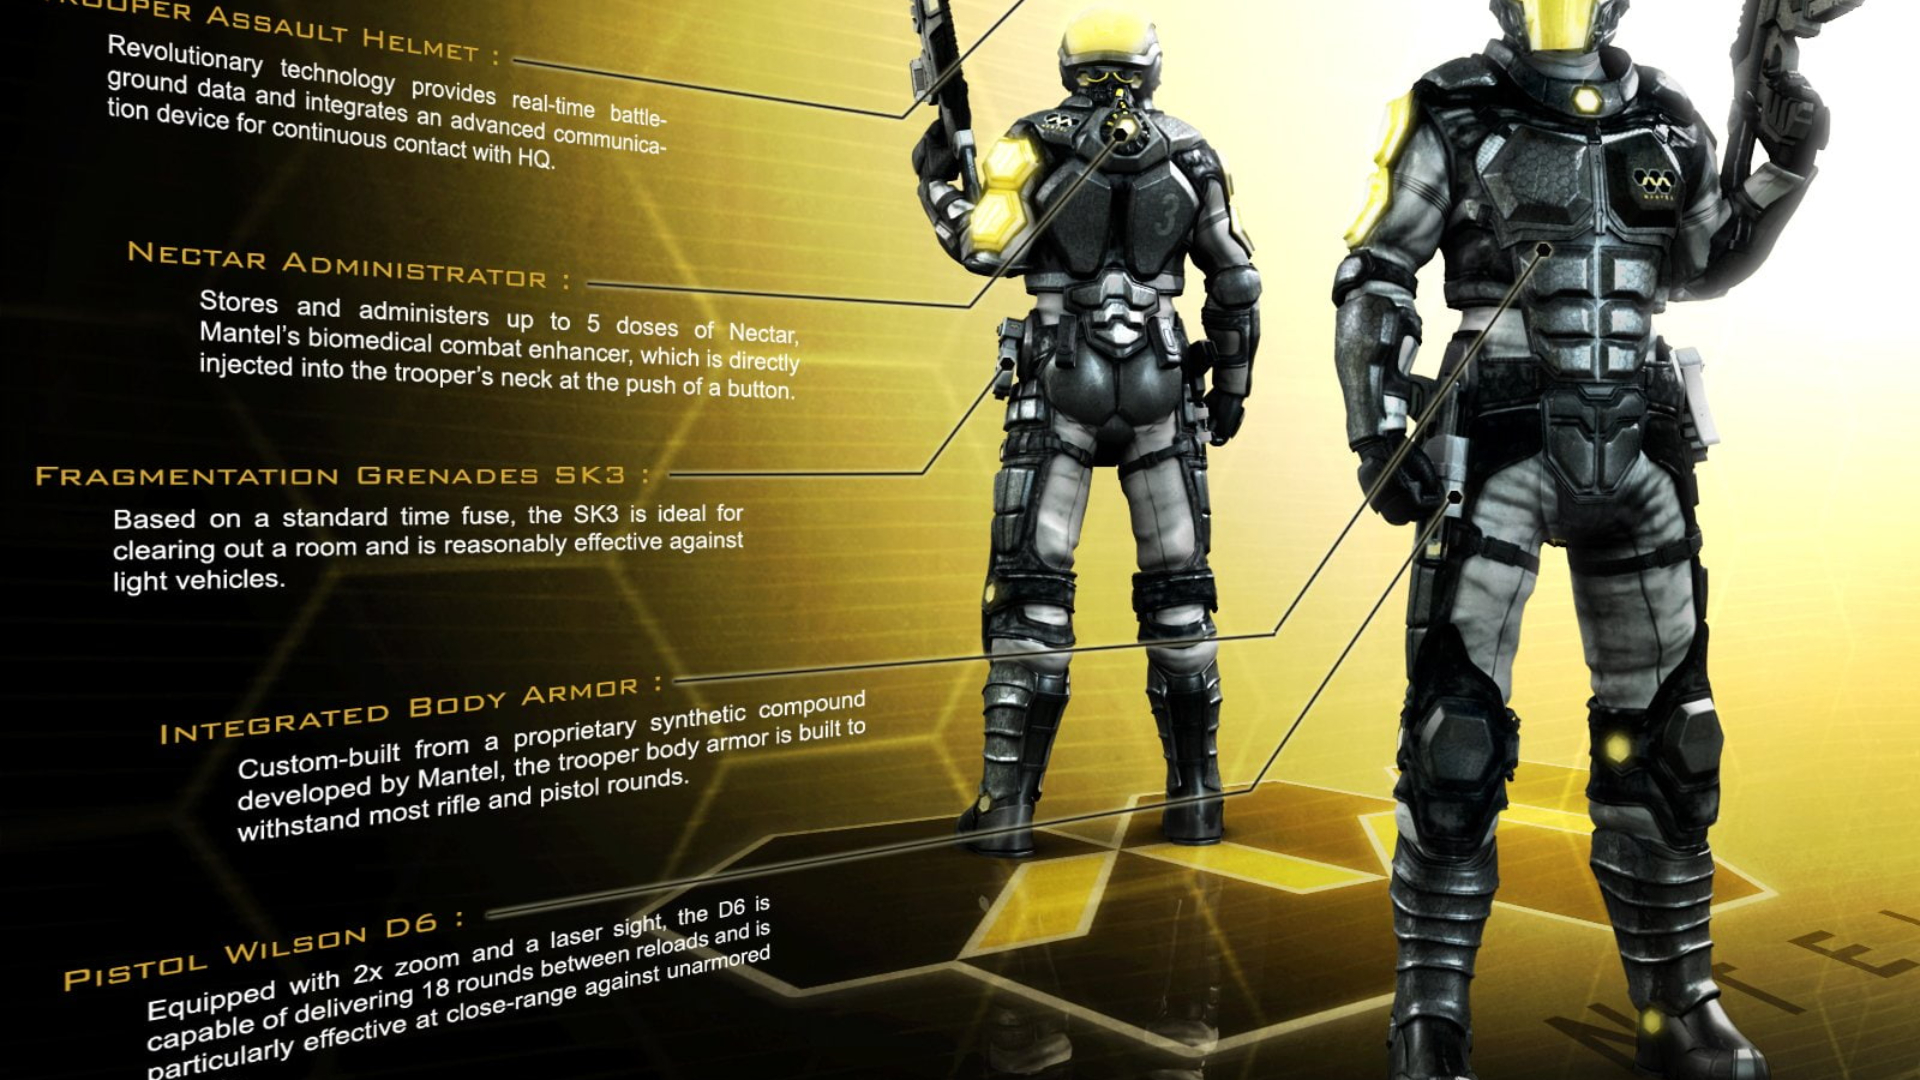 TROOPER ASSAULT HELMET :
Revolutionary technology provides real-time battle-
ground data and integrates an advanced communica-
tion device for continuous contact with HQ.
NECTAR ADMINISTRATOR :
Stores and administers up to 5 doses of Nectar,
Mantel's biomedical combat enhancer, which is directly
injected into the trooper's neck at the push of a button.
FRAGMENTATION GRENADES SK3 :
Based on a standard time fuse, the SK3 is ideal for
clearing out a room and is reasonably effective against
light vehicles.
INTEGRATED BODY ARMOR :
Custom-built from a proprietary synthetic compound
developed by Mantel, the trooper body armor is built to
withstand most rifle and pistol rounds.
PISTOL WILSON D6 :
Equipped with 2x zoom and a laser sight, the D6 is
capable of delivering 18 rounds between reloads and is
particularly effective at close-range against unarmored
3
MANTEL
NTE